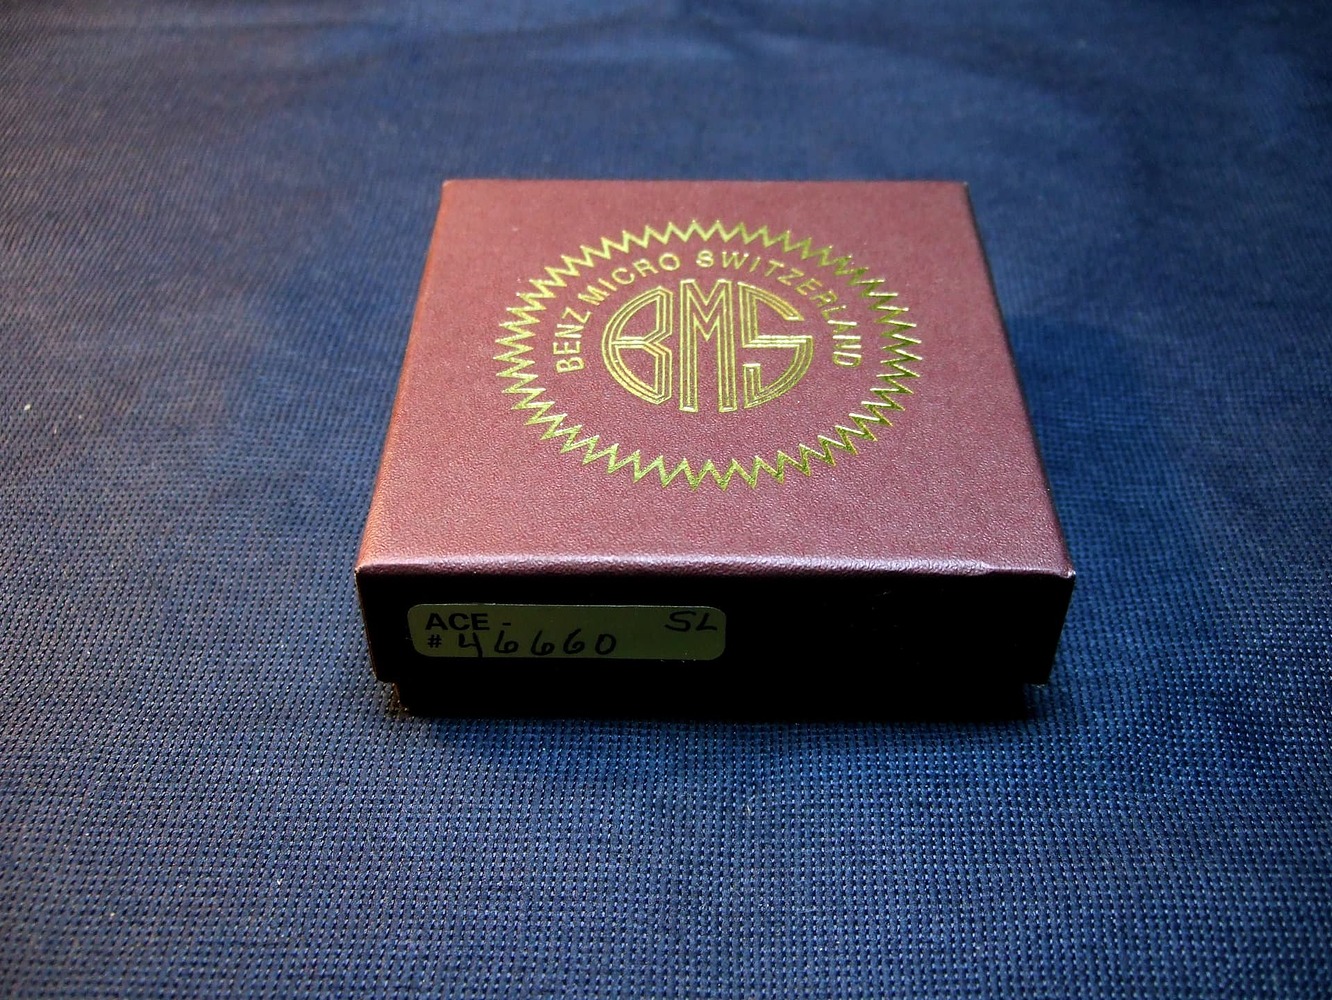 BENZ MICRO SWITZERLAND
BMS
ACE - SL
# 46660